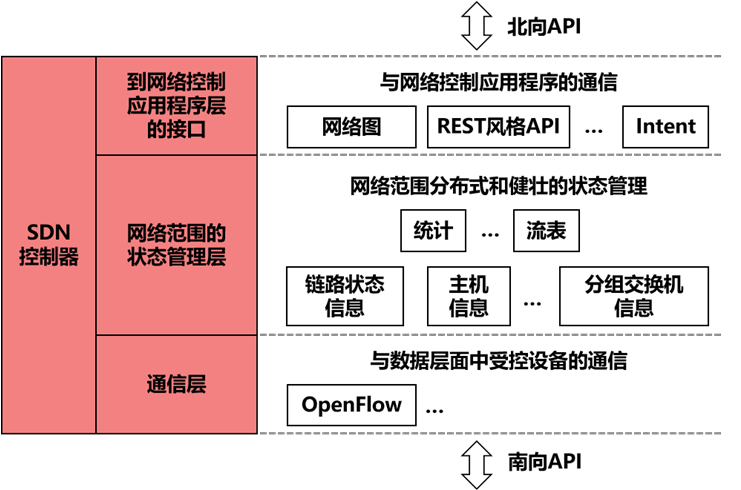 北向API
SDN
控制器
到网络控制
应用程序层
的接口
与网络控制应用程序的通信
网络图
REST风格API
...
Intent
网络范围的
状态管理层
网络范围分布式和健壮的状态管理
统计
...
流表
链路状态
信息
主机
信息
...
分组交换机
信息
通信层
与数据层面中受控设备的通信
OpenFlow
...
南向API